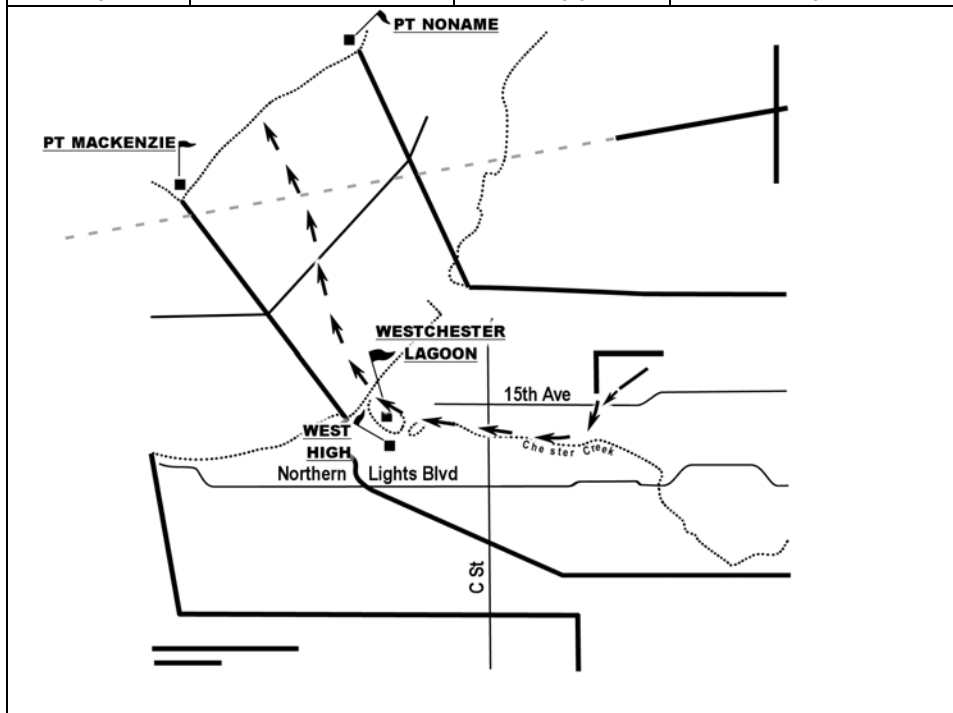 PT NONAME
PT MACKENZIE
WESTCHESTER
LAGOON
15th Ave
WEST
HIGH
Chester Creek
Northern Lights Blvd
C St